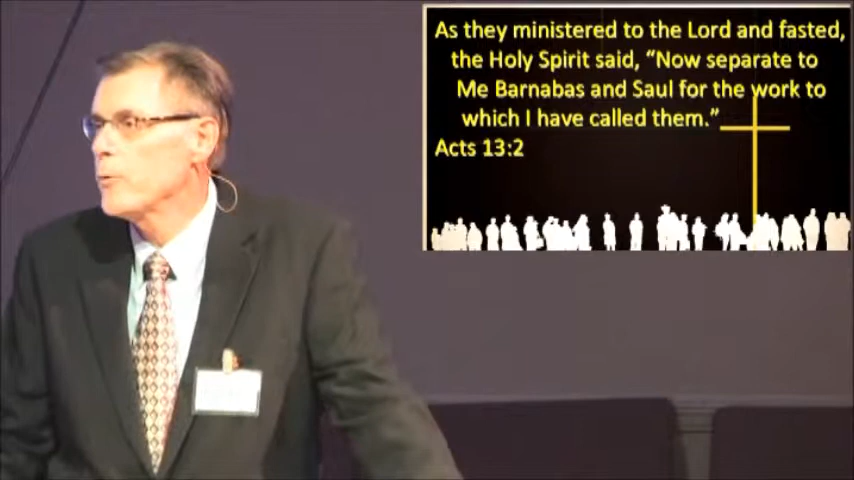 As they ministered to the Lord and fasted,
the Holy Spirit said, “Now separate to
Me Barnabas and Saul for the work to
which I have called them.”
Acts 13:2